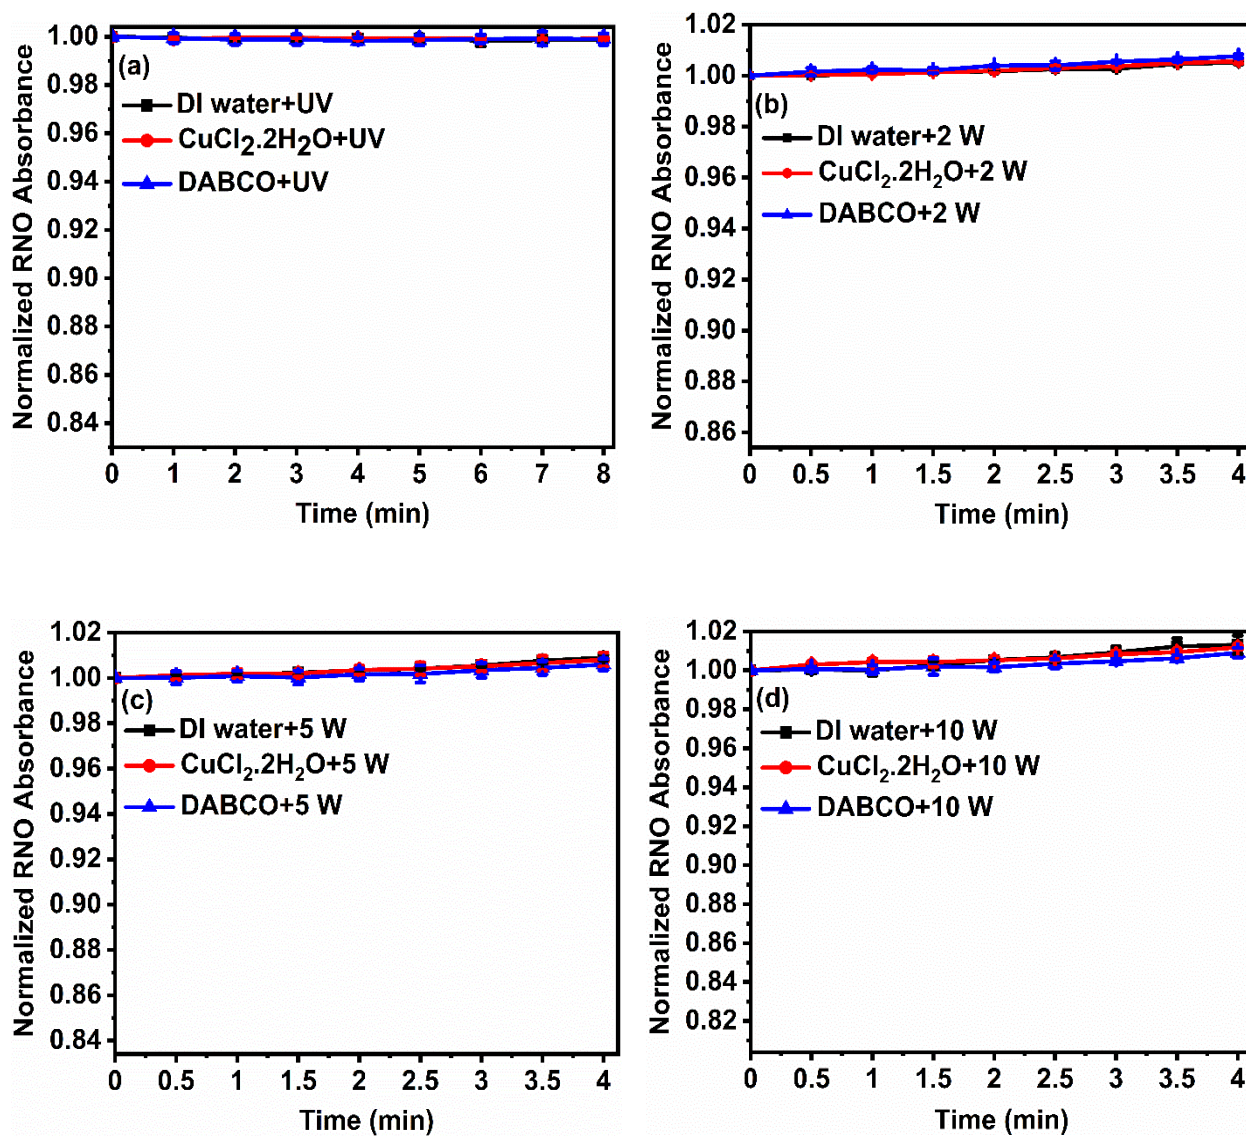 Normalized RNO Absorbance
1.00
0.98
0.96
0.94
0.92
0.90
0.88
0.86
0.84
(a)
DI water+UV
CuCl2.2H2O+UV
DABCO+UV
0 1 2 3 4 5 6 7 8
Time (min)
Normalized RNO Absorbance
1.02
1.00
0.98
0.96
0.94
0.92
0.90
0.88
0.86
(b)
DI water+2 W
CuCl2.2H2O+2 W
DABCO+2 W
0 0.5 1 1.5 2 2.5 3 3.5 4
Time (min)
Normalized RNO Absorbance
1.02
1.00
0.98
0.96
0.94
0.92
0.90
0.88
0.86
0.84
(c)
DI water+5 W
CuCl2.2H2O+5 W
DABCO+5 W
0 0.5 1 1.5 2 2.5 3 3.5 4
Time (min)
Normalized RNO Absorbance
1.02
1.00
0.98
0.96
0.94
0.92
0.90
0.88
0.86
0.84
0.82
(d)
DI water+10 W
CuCl2.2H2O+10 W
DABCO+10 W
0 0.5 1 1.5 2 2.5 3 3.5 4
Time (min)